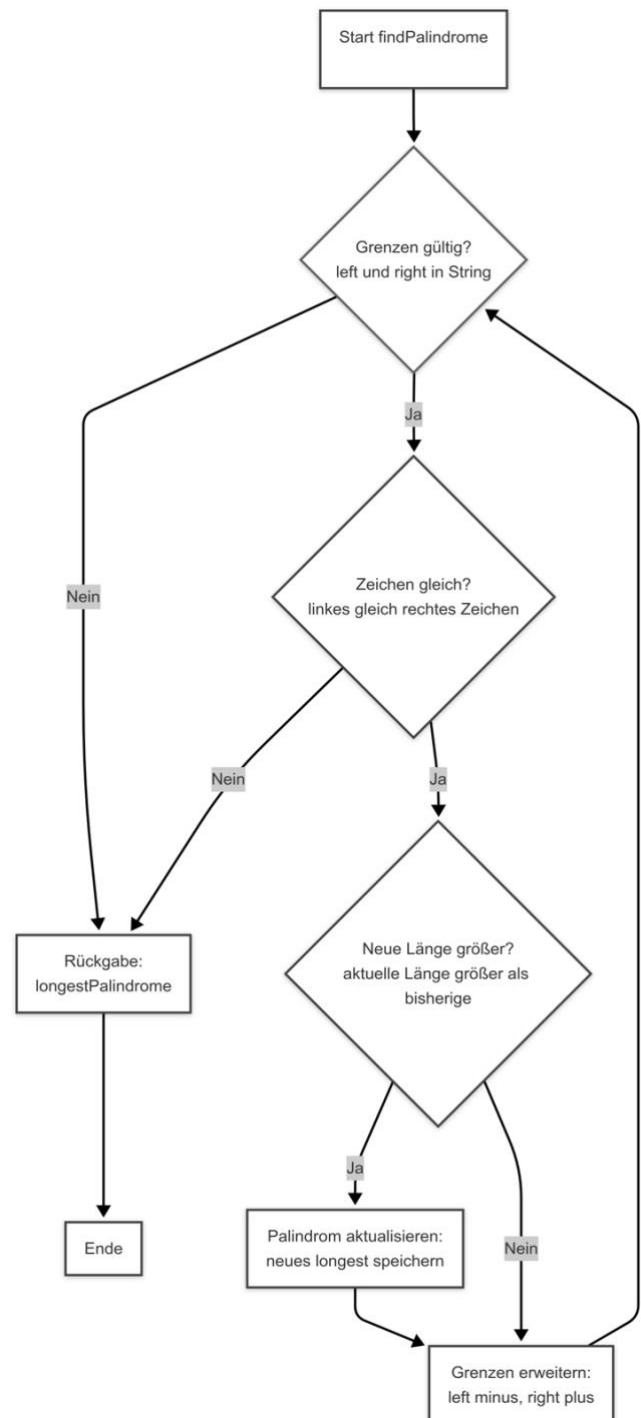 Start findPalindrome
Grenzen gültig?
left und right in String
Ja
Zeichen gleich?
linkes gleich rechtes Zeichen
Nein
Nein
Ja
Neue Länge größer?
aktuelle Länge größer als
bisherige
Rückgabe:
longestPalindrome
Ja
Palindrom aktualisieren:
neues longest speichern
Nein
Ende
Grenzen erweitern:
left minus, right plus